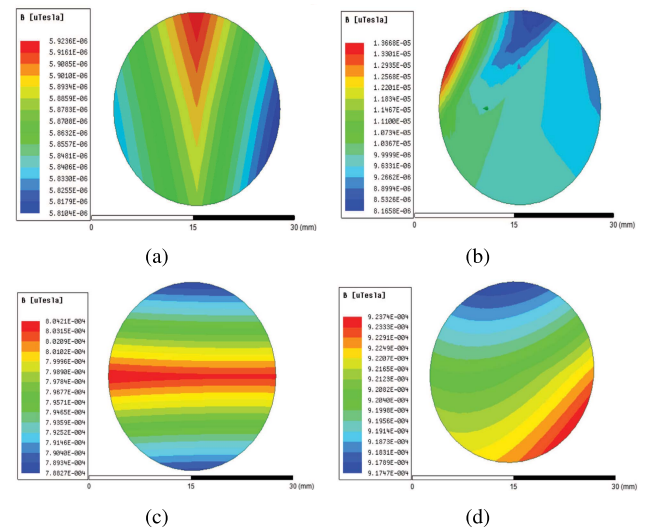 B [uTesla]
5.9236E-06
5.9161E-06
5.9085E-06
5.9010E-06
5.8934E-06
5.8859E-06
5.8783E-06
5.8708E-06
5.8632E-06
5.8557E-06
5.8481E-06
5.8406E-06
5.8330E-06
5.8255E-06
5.8179E-06
5.8104E-06
0 15 30 (mm)
(a)
B [uTesla]
1.3668E-05
1.3301E-05
1.2935E-05
1.2568E-05
1.2201E-05
1.1834E-05
1.1467E-05
1.1100E-05
1.0734E-05
1.0367E-05
9.9999E-06
9.6331E-06
9.2662E-06
8.8994E-06
8.5326E-06
8.1658E-06
0 15 30 (mm)
(b)
B [uTesla]
8.0421E-004
8.0315E-004
8.0209E-004
8.0102E-004
7.9996E-004
7.9890E-004
7.9784E-004
7.9677E-004
7.9571E-004
7.9465E-004
7.9359E-004
7.9252E-004
7.9146E-004
7.9040E-004
7.8934E-004
7.8827E-004
0 15 30 (mm)
(c)
B [uTesla]
9.2374E-004
9.2333E-004
9.2291E-004
9.2249E-004
9.2207E-004
9.2165E-004
9.2123E-004
9.2082E-004
9.2040E-004
9.1998E-004
9.1956E-004
9.1914E-004
9.1873E-004
9.1831E-004
9.1789E-004
9.1747E-004
0 15 30 (mm)
(d)